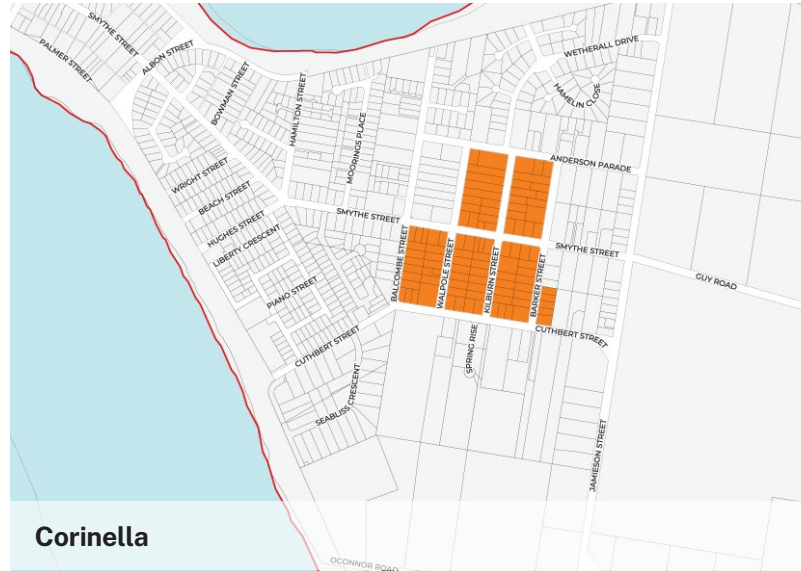 SMYTHE STREET
PALMER STREET
ALBON STREET
BOWMAN STREET
HAMILTON STREET
MOORINGS PLACE
WETHERALL DRIVE
HAMELIN CLOSE
ANDERSON PARADE
WRIGHT STREET
BEACH STREET
HUGHES STREET
LIBERTY CRESCENT
SMYTHE STREET
SMYTHE STREET
GUY ROAD
BALCOMBE STREET
WALPOLE STREET
KILBURN STREET
BARKER STREET
PIANO STREET
CUTHBERT STREET
CUTHBERT STREET
SPRING RISE
SEABLISS CRESCENT
JAMIESON STREET
Corinella
OCONNOR ROAD